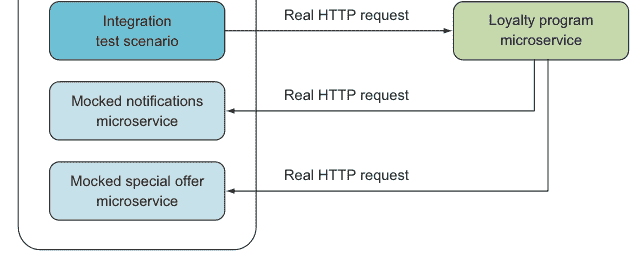 Integration
test scenario
Real HTTP request
Loyalty program
microservice
Mocked notifications
microservice
Real HTTP request
Mocked special offer
microservice
Real HTTP request